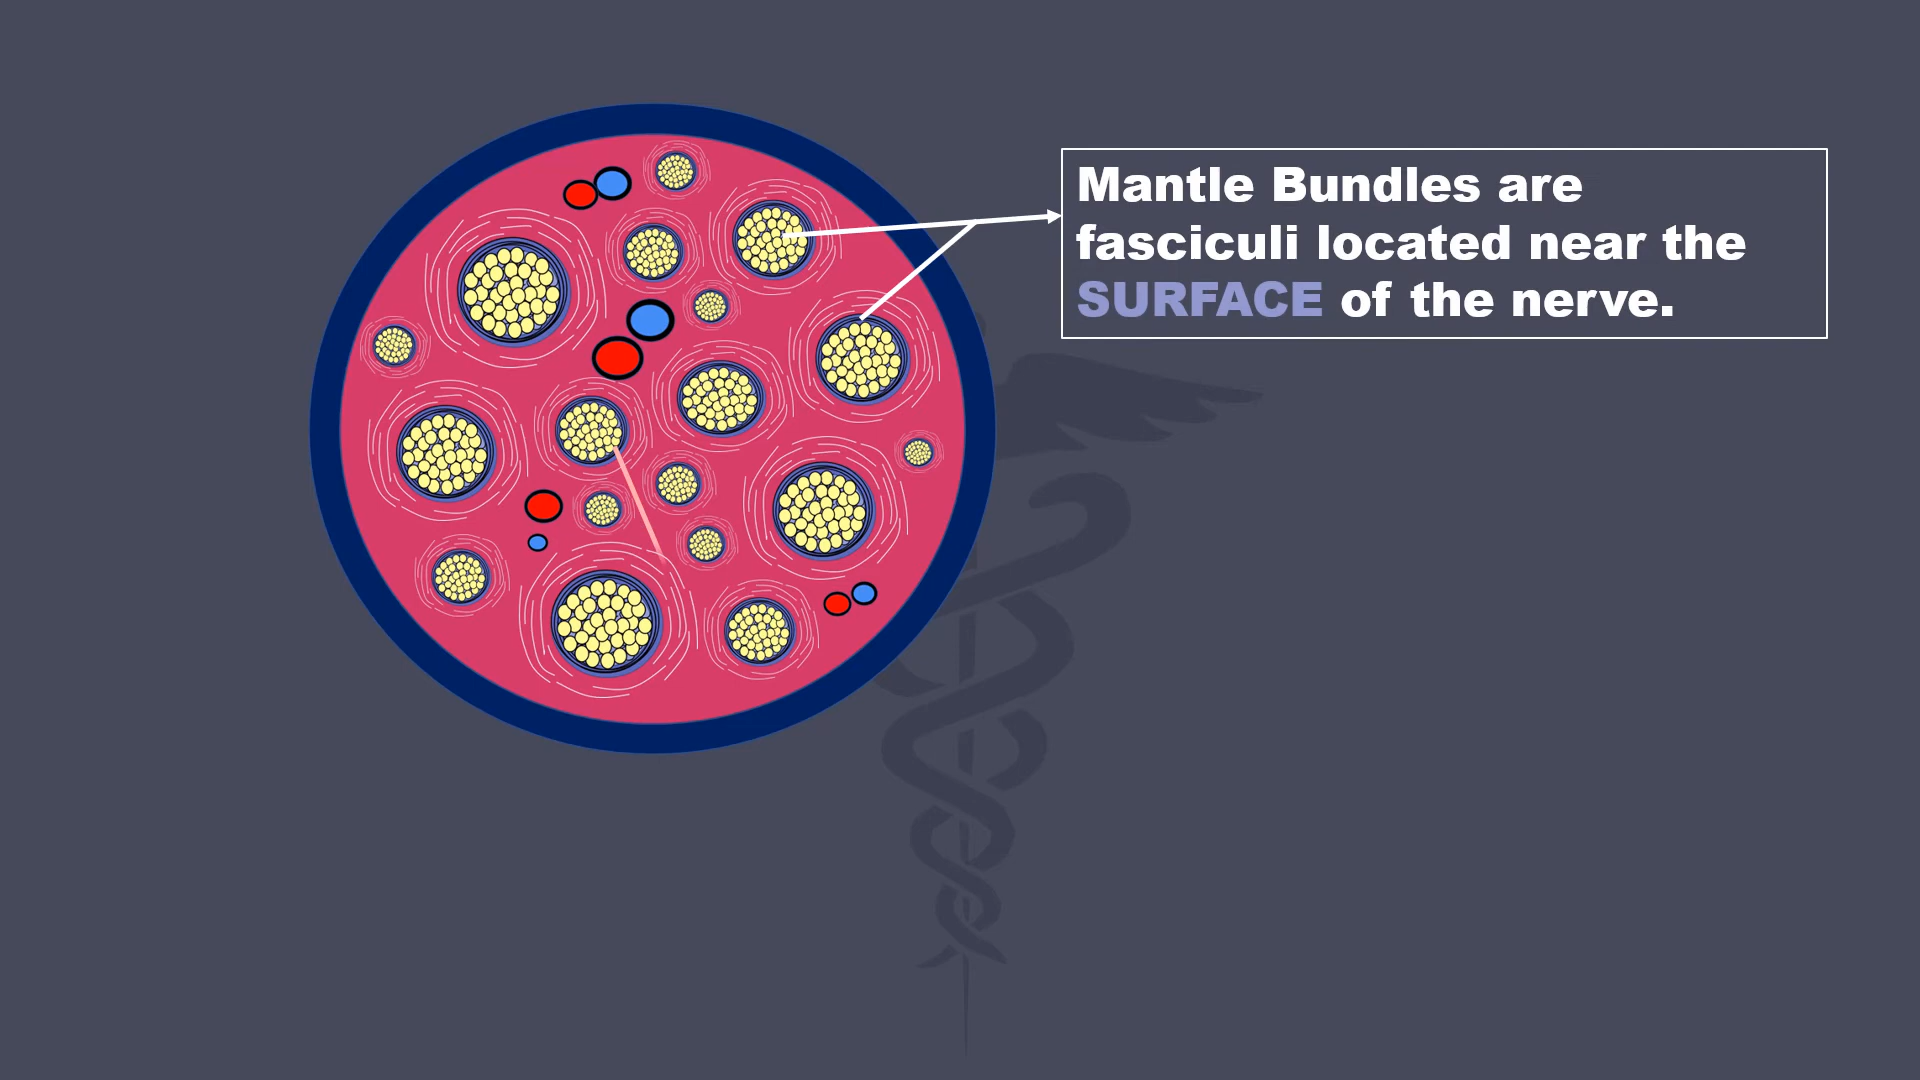 Mantle Bundles are
fasciculi located near the
SURFACE of the nerve.